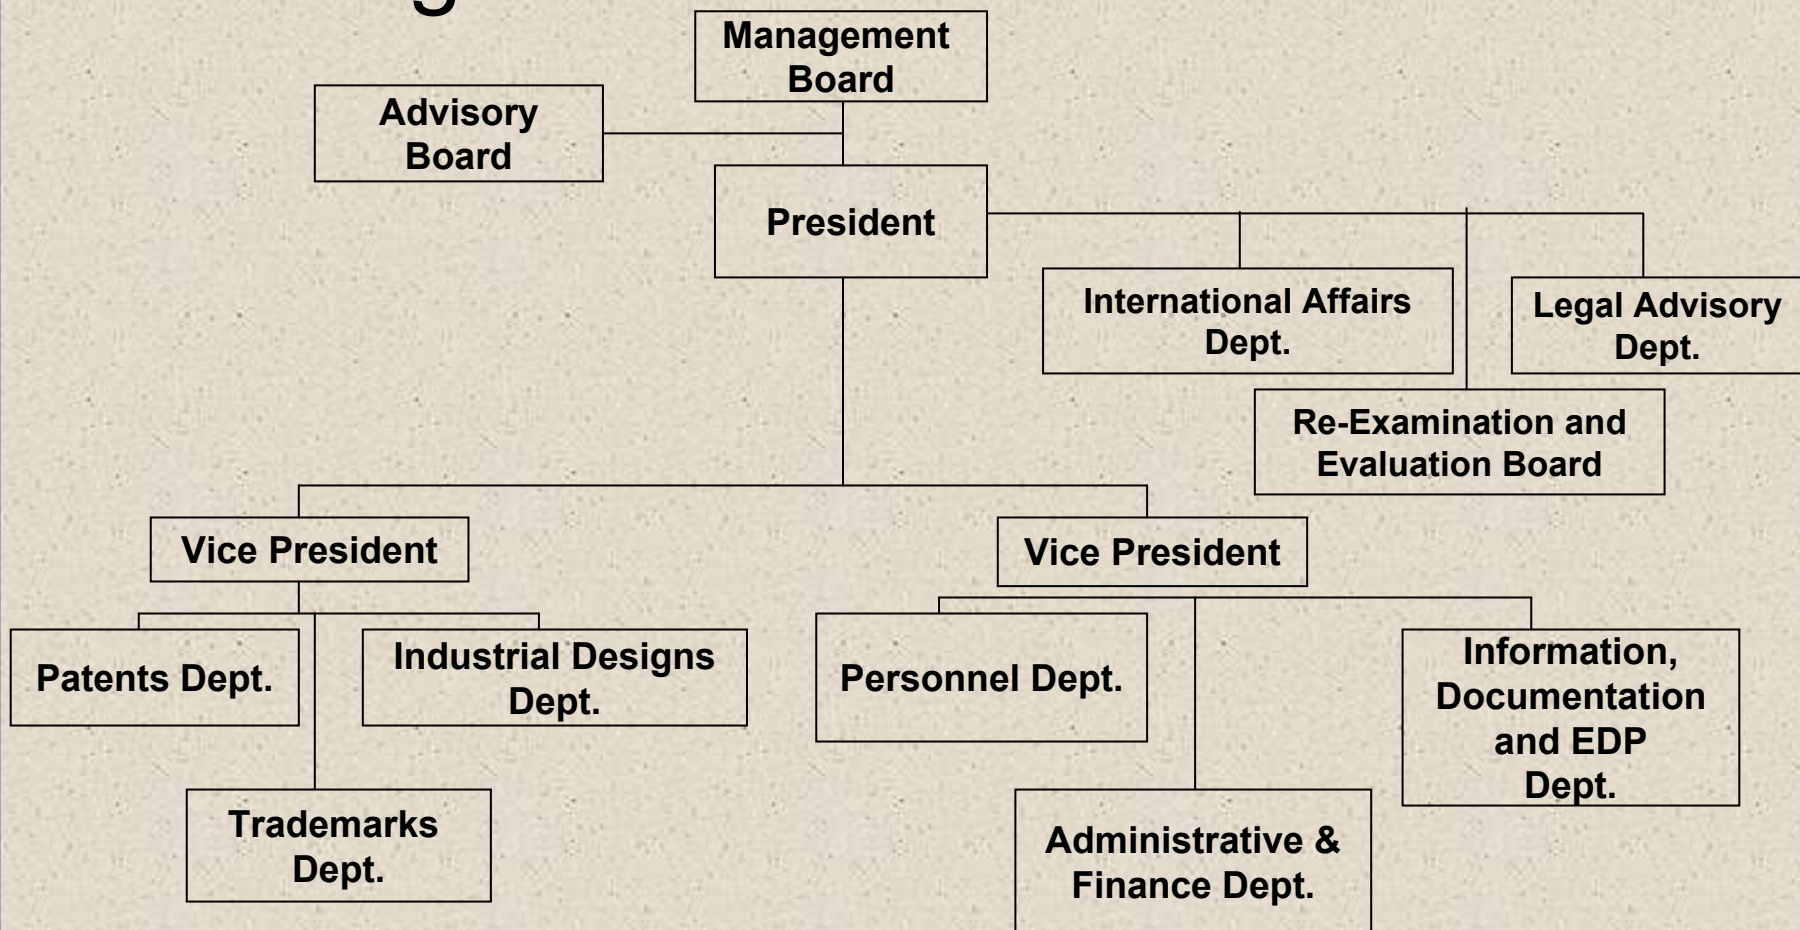 Management
Board
Advisory
Board
President
International Affairs
Dept.
Legal Advisory
Dept.
Re-Examination and
Evaluation Board
Vice President
Vice President
Patents Dept.
Industrial Designs
Dept.
Personnel Dept.
Information,
Documentation
and EDP
Dept.
Trademarks
Dept.
Administrative &
Finance Dept.